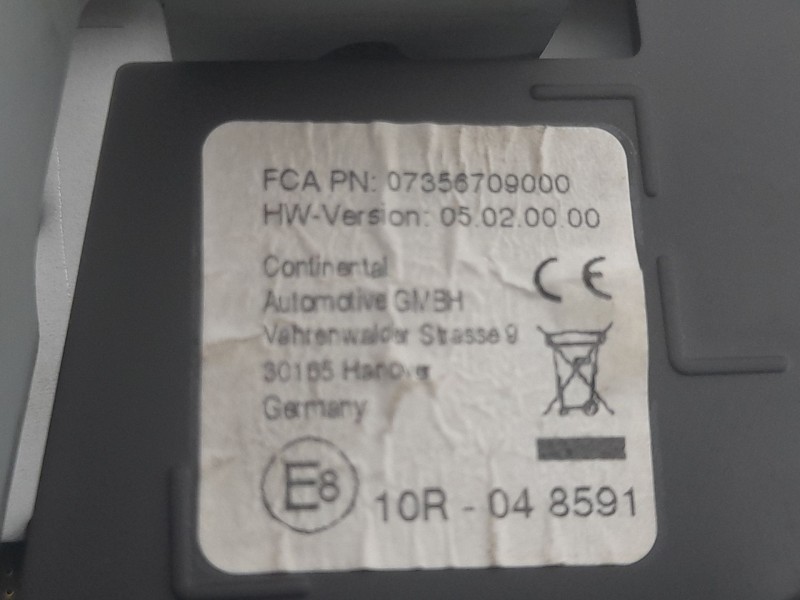 FCA PN: 07356709000
HW-Version: 05.02.00.00
Continental
Automotive GMBH
Vahrenwalder Strasse 9
30165 Hanover
Germany
CE
E8
10R - 04 8591